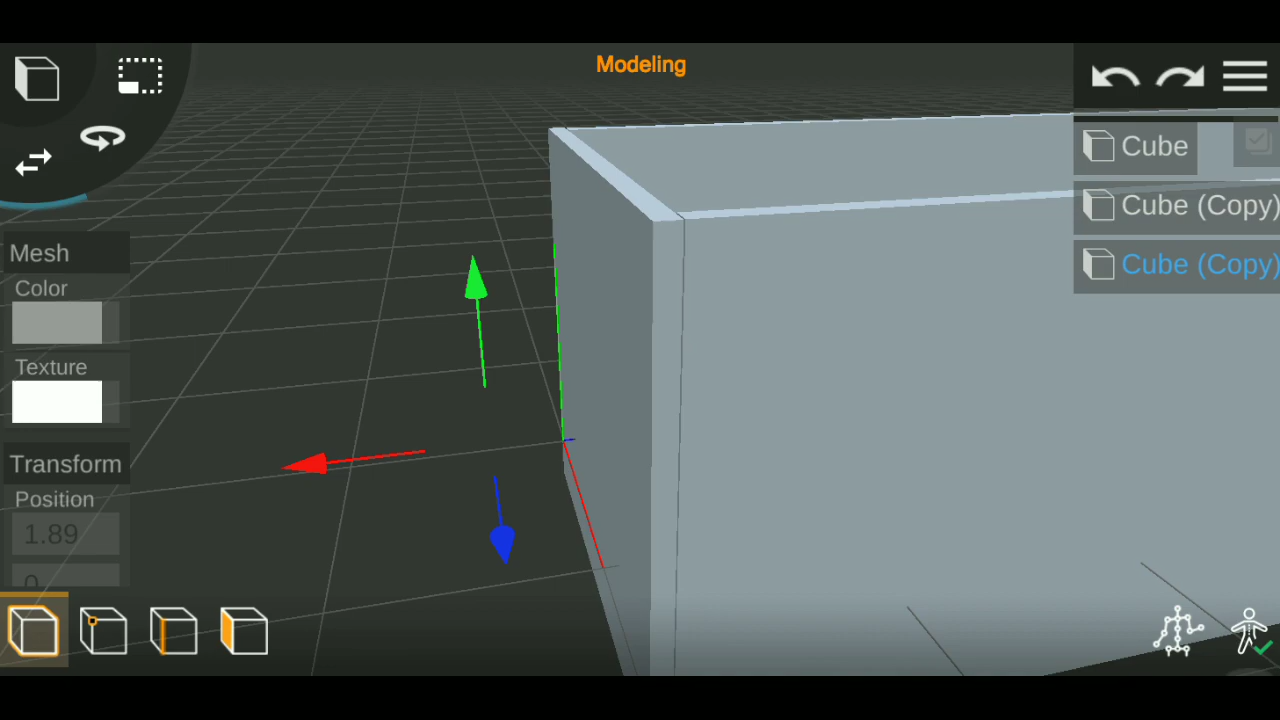 Modeling
Cube
Cube (Copy)
Cube (Copy)
Mesh
Color
Texture
Transform
Position
1.89
0